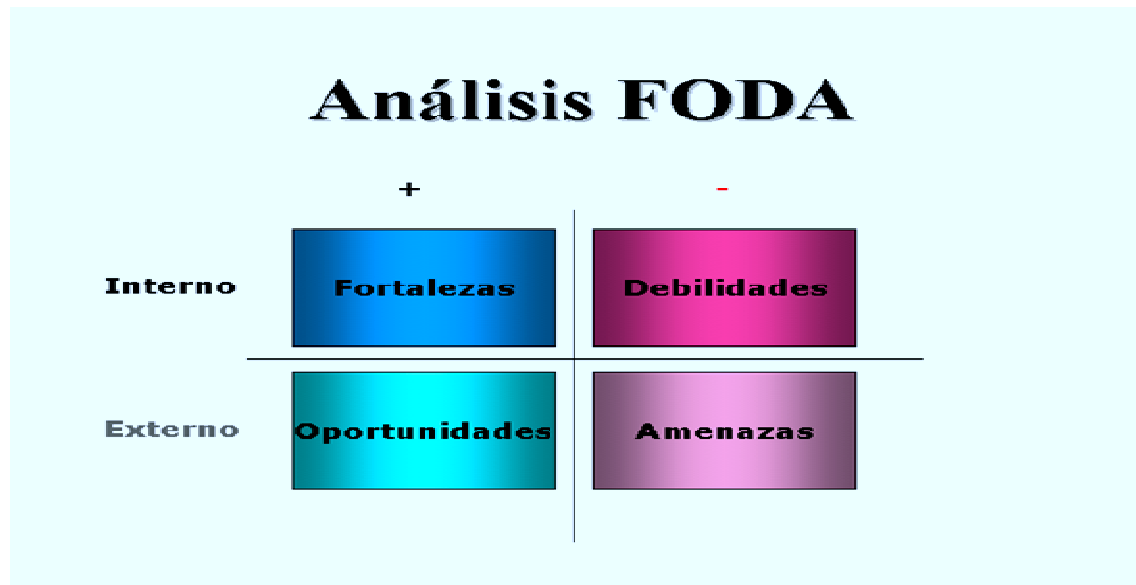 Análisis FODA
+ -
Interno Fortalezas Debilidades
Externo Oportunidades Amenazas